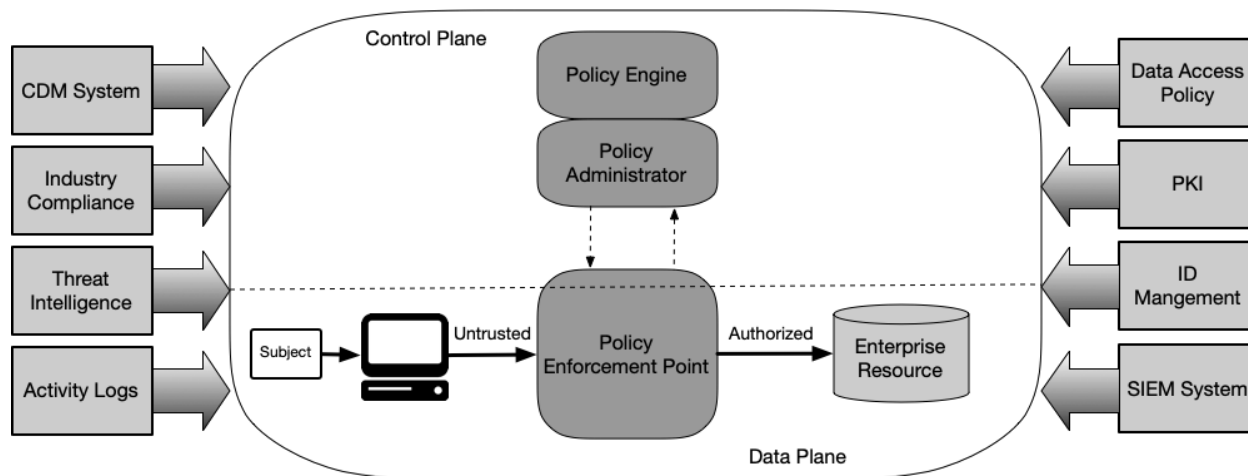 Control Plane
CDM System
Industry
Compliance
Threat
Intelligence
Activity Logs
Policy Engine
Policy
Administrator
Subject
Untrusted
Policy
Enforcement Point
Authorized
Enterprise
Resource
Data Plane
Data Access
Policy
PKI
ID
Mangement
SIEM System